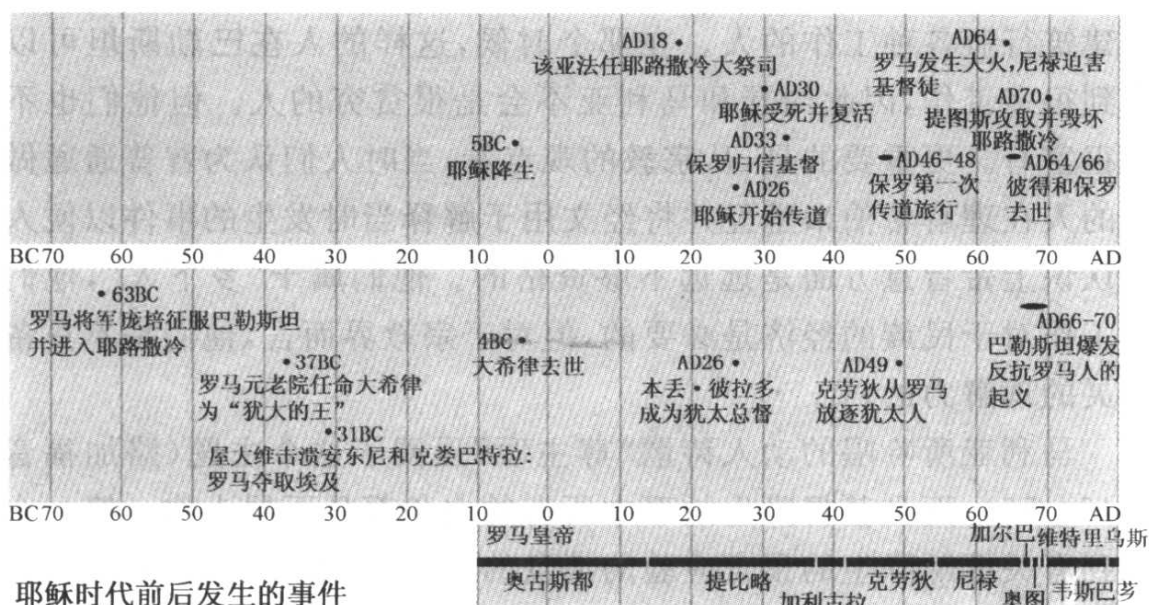 AD18
该亚法任耶路撒冷大祭司
AD64
罗马发生大火,尼禄迫害
基督徒
AD30
耶稣受死并复活
AD70
提图斯攻取并毁坏
耶路撒冷
5BC
耶稣降生
AD33
保罗归信基督
AD26
耶稣开始传道
AD46-48
保罗第一次
传道旅行
AD64/66
彼得和保罗
去世
BC 70 60 50 40 30 20 10 0 10 20 30 40 50 60 70 AD
63BC
罗马将军庞培征服巴勒斯坦
并进入耶路撒冷
37BC
罗马元老院任命大希律
为“犹大的王”
31BC
屋大维击溃安东尼和克娄巴特拉:
罗马夺取埃及
4BC
大希律去世
AD26
本丢·彼拉多
成为犹太总督
AD49
克劳狄从罗马
放逐犹太人
AD66-70
巴勒斯坦爆发
反抗罗马人的
起义
BC 70 60 50 40 30 20 10 0 10 20 30 40 50 60 70 AD
罗马皇帝
加尔巴 维特里乌斯
奥古斯都 提比略 加利古拉 克劳狄 尼禄 奥图 韦斯巴芗
耶稣时代前后发生的事件